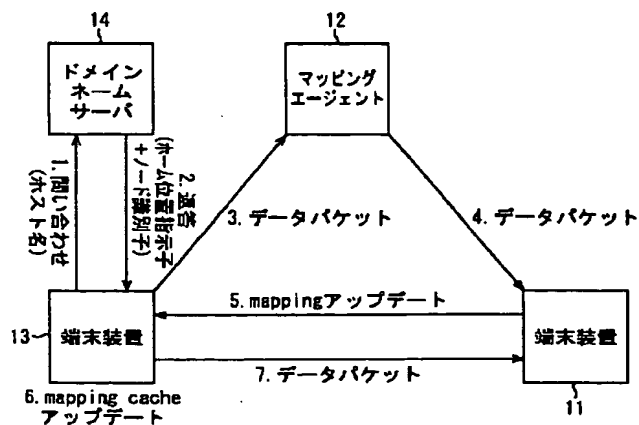 14
ドメイン
ネーム
サーバ
12
マッピング
エージェント
1.問い合わせ
(ホスト名)
2.返答
(ホーム位置指示子
+ノード識別子)
3.データパケット
4.データパケット
5.mappingアップデート
13
端末装置
端末装置
7.データパケット
6.mapping cache
アップデート
11